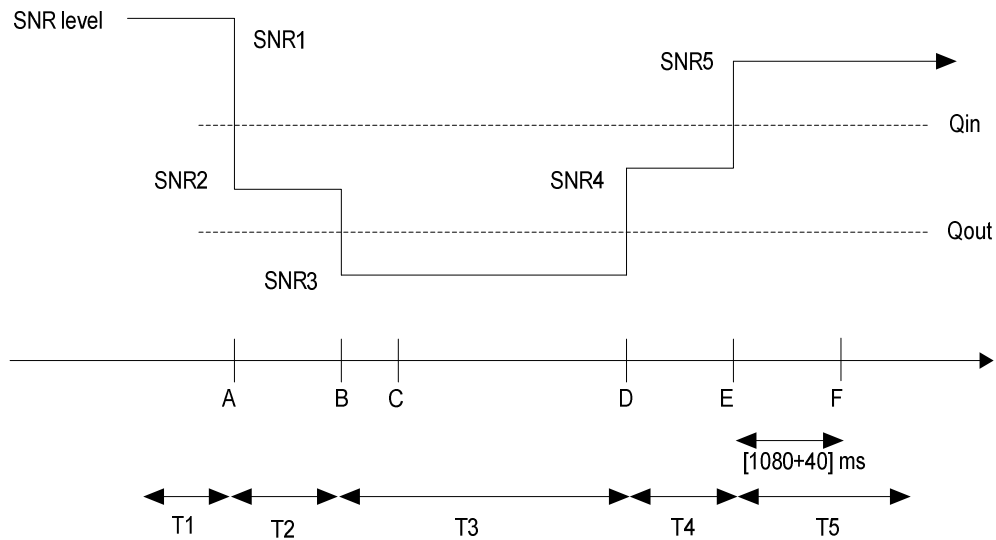 SNR level
SNR1
SNR5
Qin
SNR2
SNR4
Qout
SNR3
A B C D E F
[1080+40] ms
T1 T2 T3 T4 T5